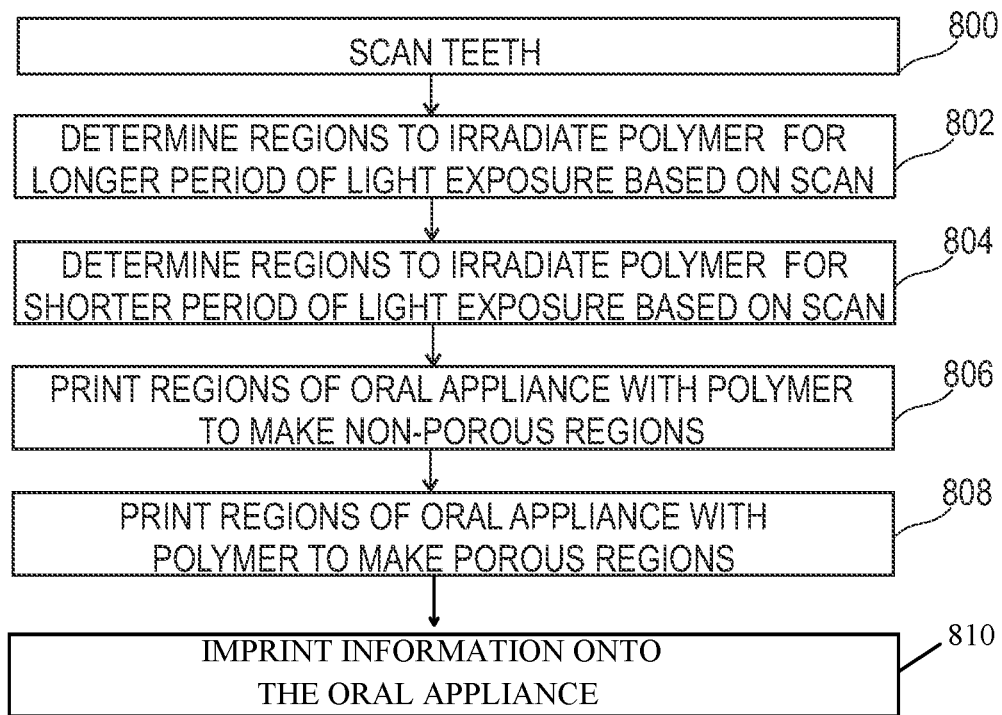 800
SCAN TEETH
802
DETERMINE REGIONS TO IRRADIATE POLYMER FOR
LONGER PERIOD OF LIGHT EXPOSURE BASED ON SCAN
804
DETERMINE REGIONS TO IRRADIATE POLYMER FOR
SHORTER PERIOD OF LIGHT EXPOSURE BASED ON SCAN
806
PRINT REGIONS OF ORAL APPLIANCE WITH POLYMER
TO MAKE NON-POROUS REGIONS
808
PRINT REGIONS OF ORAL APPLIANCE WITH
POLYMER TO MAKE POROUS REGIONS
810
IMPRINT INFORMATION ONTO
THE ORAL APPLIANCE